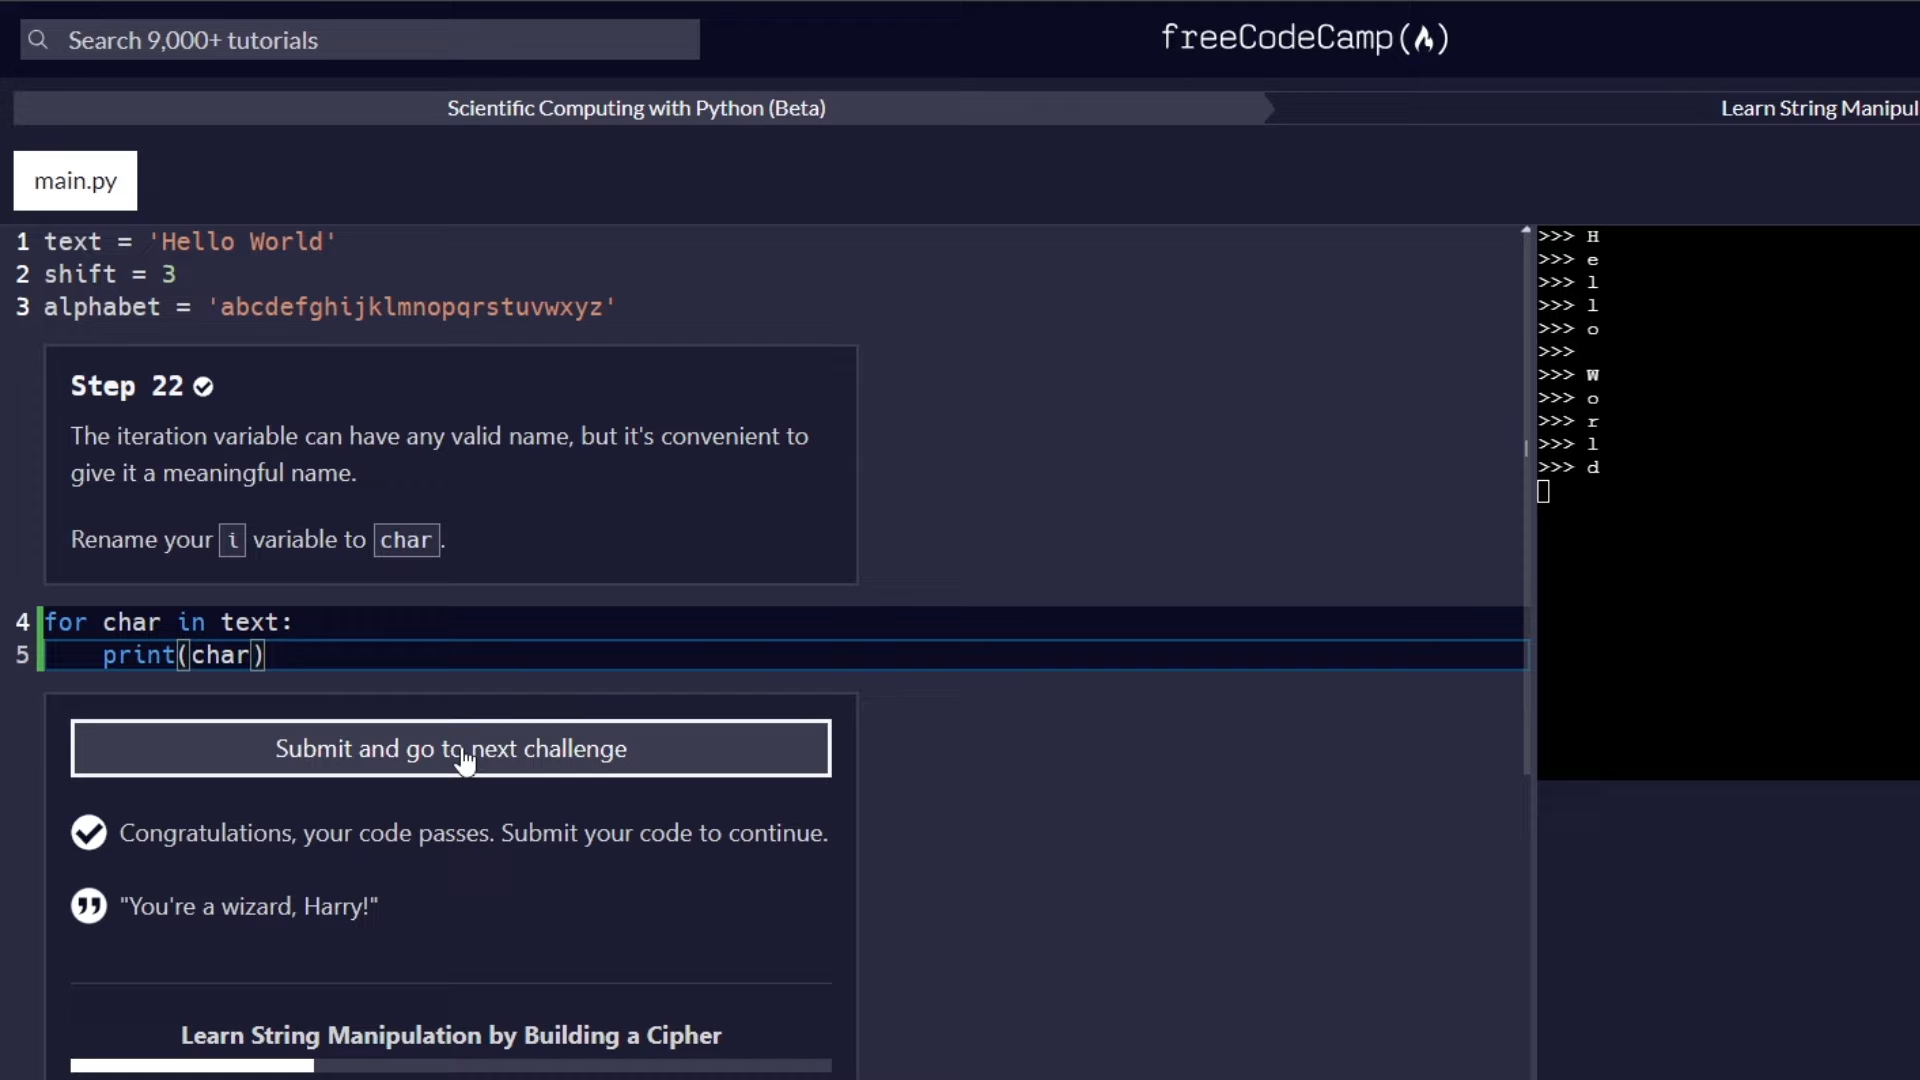 Search 9,000+ tutorials
freeCodeCamp
Scientific Computing with Python (Beta)
Learn String Manipul
main.py
1 text = 'Hello World'
2 shift = 3
3 alphabet = 'abcdefghijklmnopqrstuvwxyz'
Step 22
The iteration variable can have any valid name, but it's convenient to
give it a meaningful name.
Rename your i variable to char.
4 for char in text:
5     print(char)
Submit and go to next challenge
Congratulations, your code passes. Submit your code to continue.
"You're a wizard, Harry!"
Learn String Manipulation by Building a Cipher
>>> H
>>> e
>>> l
>>> l
>>> o
>>>
>>> W
>>> o
>>> r
>>> l
>>> d